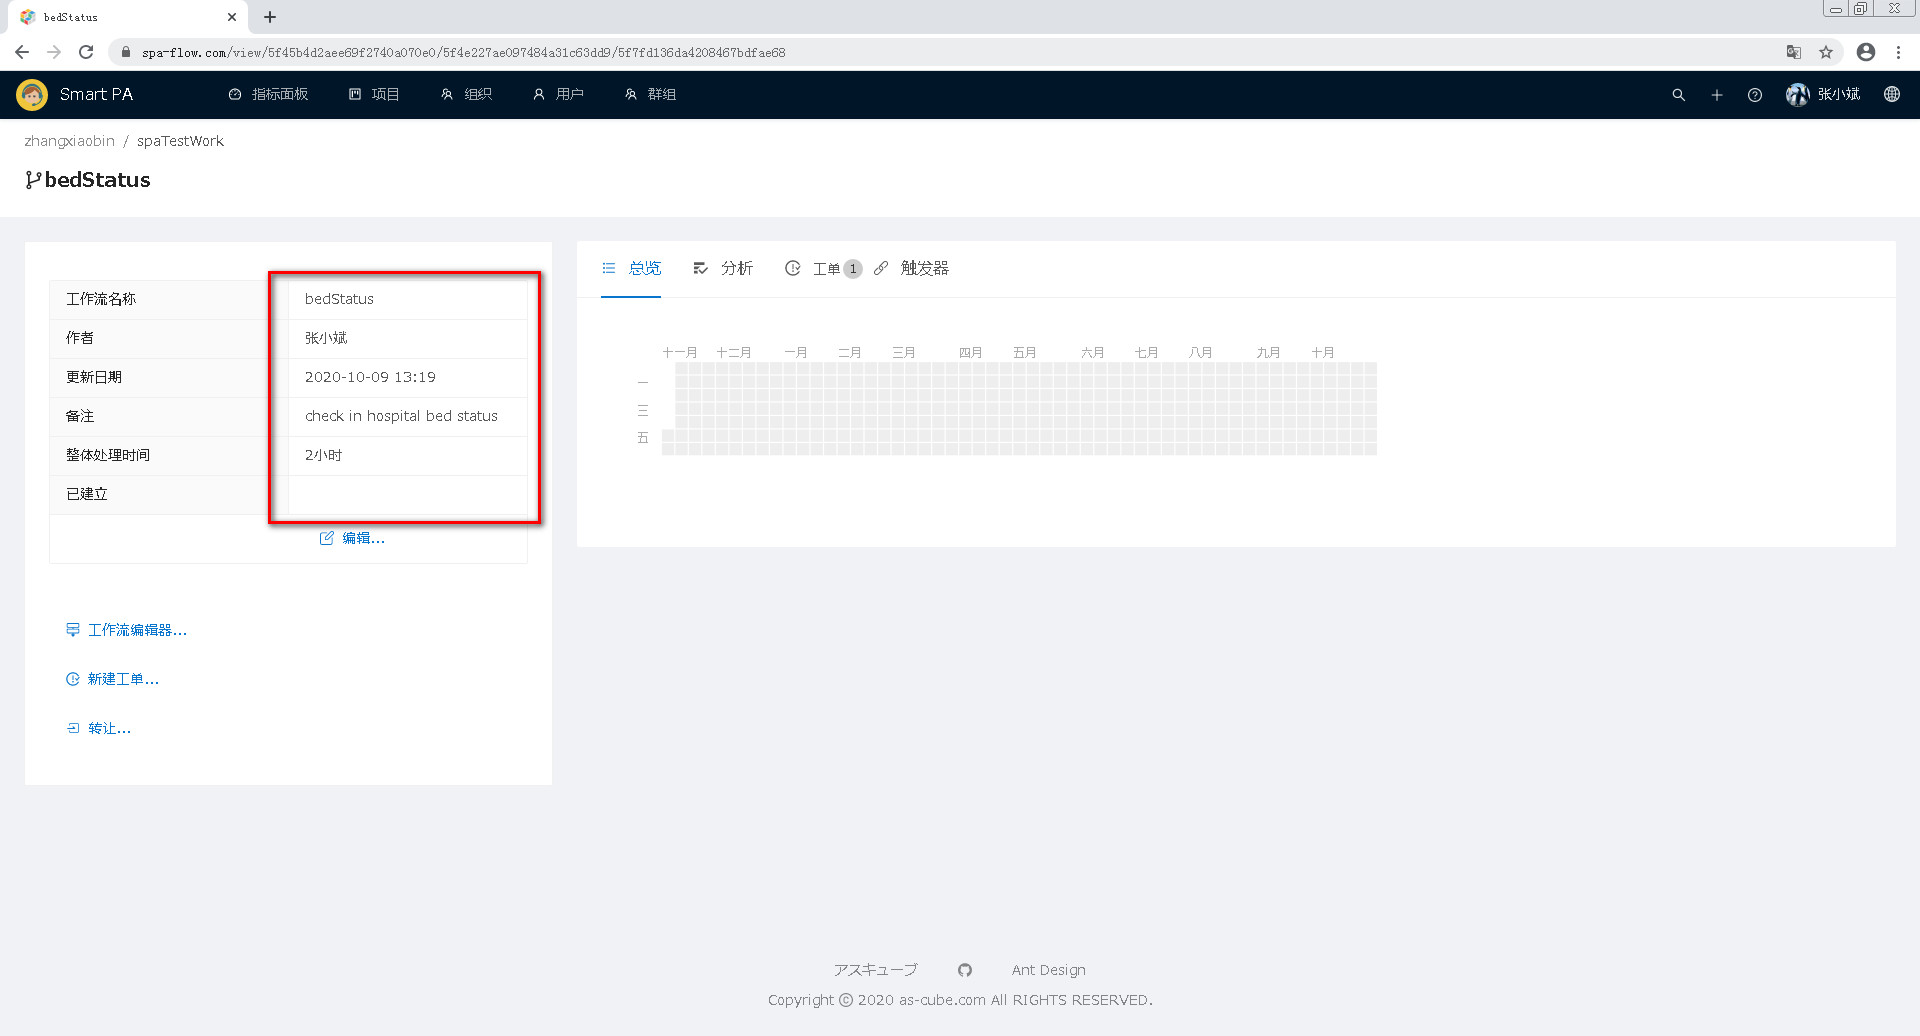 bedStatus
spa-flow.com/view/5f45b4d2aee69f2740a070e0/5f4e227ae097484a31c63dd9/5f7fd136da4208467bdfae68
Smart PA 指标面板 项目 组织 用户 群组 张小斌
zhangxiaobin / spaTestWork
bedStatus
工作流名称 bedStatus
作者 张小斌
更新日期 2020-10-09 13:19
备注 check in hospital bed status
整体处理时间 2小时
已建立
编辑...
工作流编辑器...
新建工单...
转让...
总览 分析 工单 1 触发器
十一月 十二月 一月 二月 三月 四月 五月 六月 七月 八月 九月 十月
一
三
五
アスキューブ Ant Design
Copyright © 2020 as-cube.com All RIGHTS RESERVED.